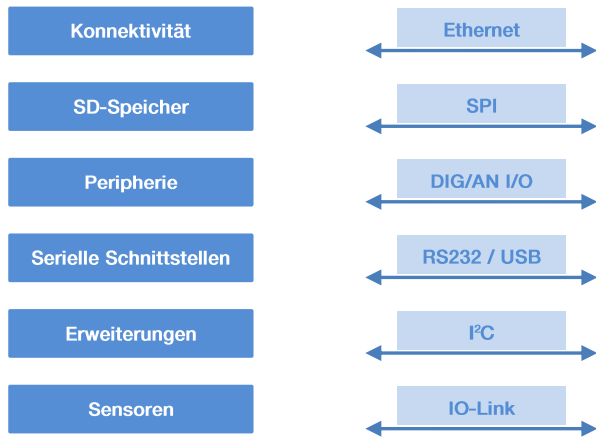 Konnektivität
Ethernet
SD-Speicher
SPI
Peripherie
DIG/AN I/O
Serielle Schnittstellen
RS232 / USB
Erweiterungen
I²C
Sensoren
IO-Link